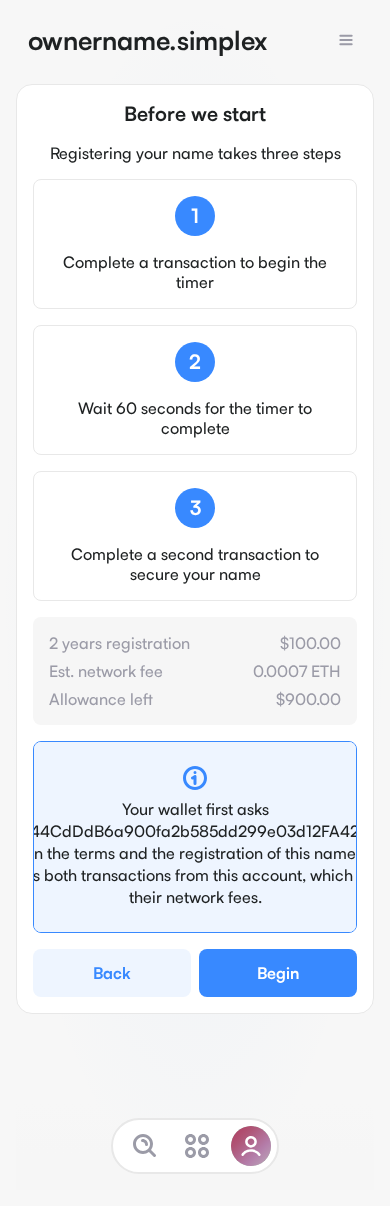 ownername.simplex
Before we start
Registering your name takes three steps
1
Complete a transaction to begin the
timer
2
Wait 60 seconds for the timer to
complete
3
Complete a second transaction to
secure your name
2 years registration $100.00
Est. network fee 0.0007 ETH
Allowance left $900.00
Your wallet first asks
44CdDdB6a900fa2b585dd299e03d12FA42
n the terms and the registration of this name
s both transactions from this account, which
their network fees.
Back Begin